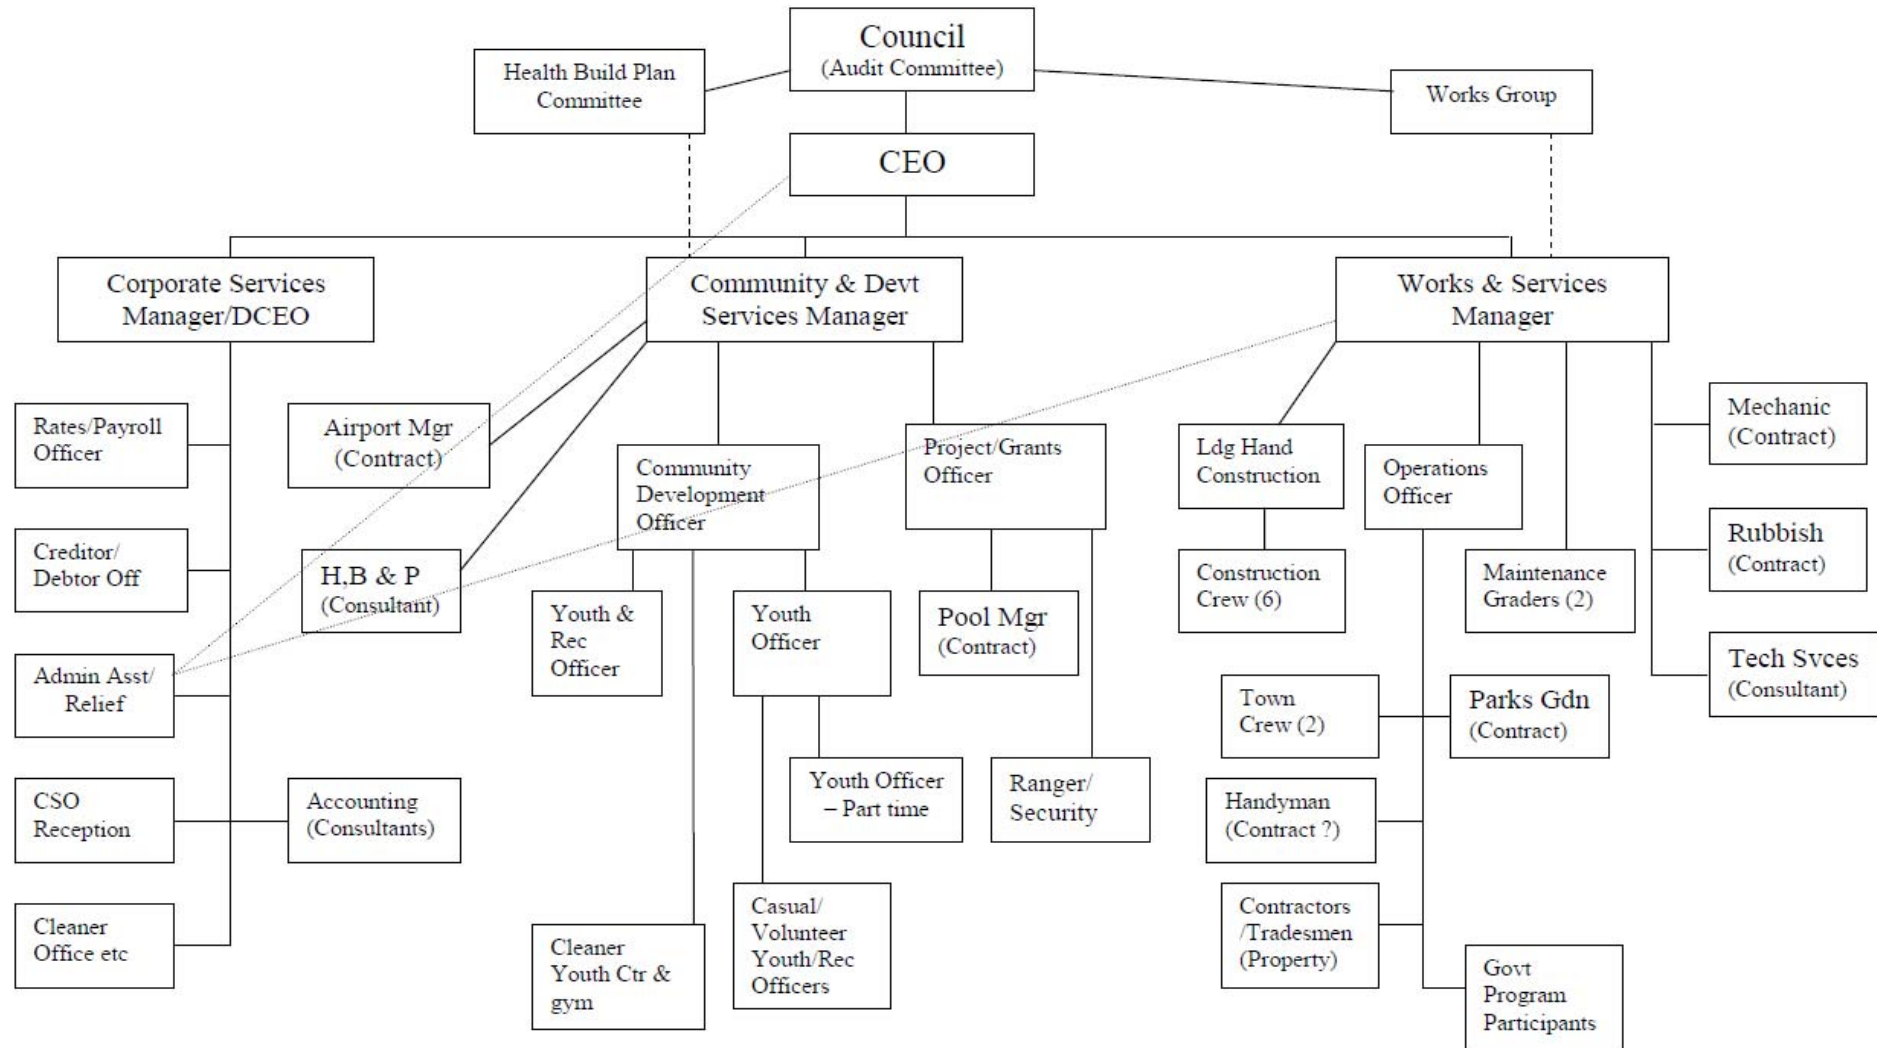 Council
(Audit Committee)
Health Build Plan
Committee
Works Group
CEO
Corporate Services
Manager/DCEO
Community & Devt
Services Manager
Works & Services
Manager
Rates/Payroll
Officer
Airport Mgr
(Contract)
Community
Development
Officer
Project/Grants
Officer
Ldg Hand
Construction
Operations
Officer
Mechanic
(Contract)
Creditor/
Debtor Off
H,B & P
(Consultant)
Youth &
Rec
Officer
Youth
Officer
Pool Mgr
(Contract)
Construction
Crew (6)
Maintenance
Graders (2)
Rubbish
(Contract)
Admin Asst/
Relief
Town
Crew (2)
Parks Gdn
(Contract)
Tech Svces
(Consultant)
CSO
Reception
Accounting
(Consultants)
Youth Officer
– Part time
Ranger/
Security
Handyman
(Contract ?)
Cleaner
Office etc
Cleaner
Youth Ctr &
gym
Casual/
Volunteer
Youth/Rec
Officers
Contractors
/Tradesmen
(Property)
Govt
Program
Participants